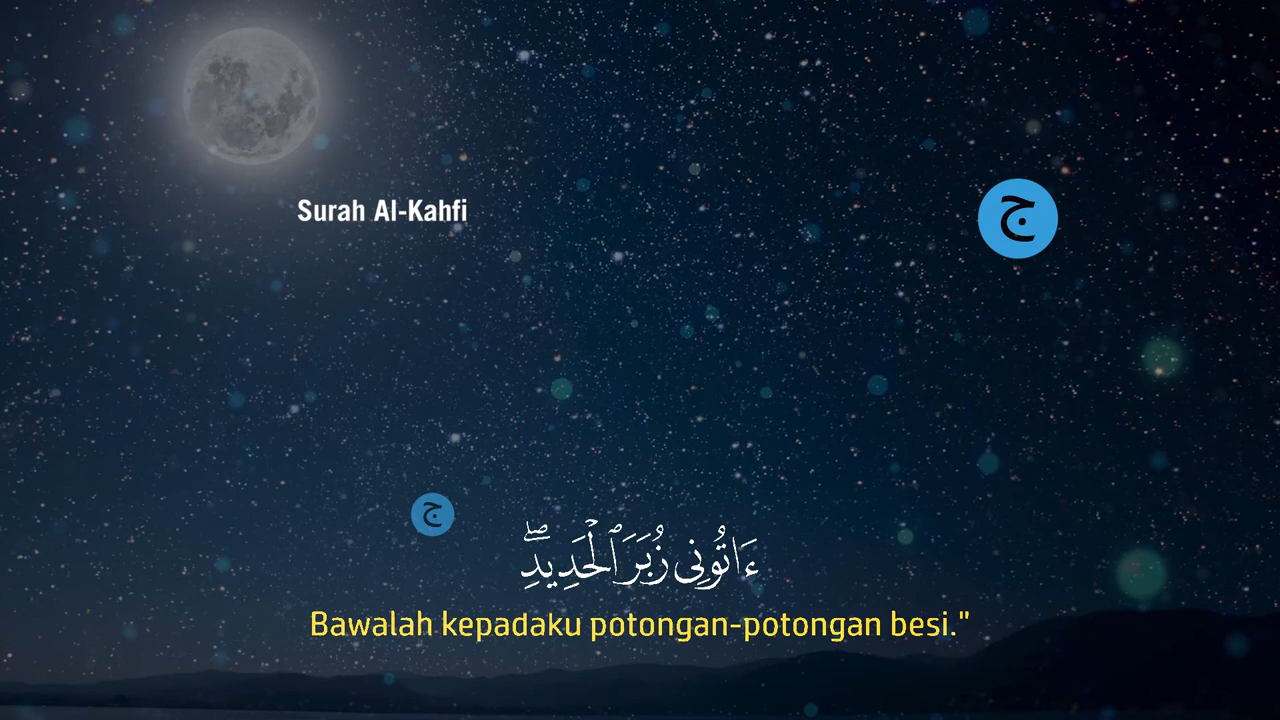 Surah Al-Kahfi
ج
ج
ءَاتُونِى زُبَرَ ٱلْحَدِيدِ ۖ
Bawalah kepadaku potongan-potongan besi."